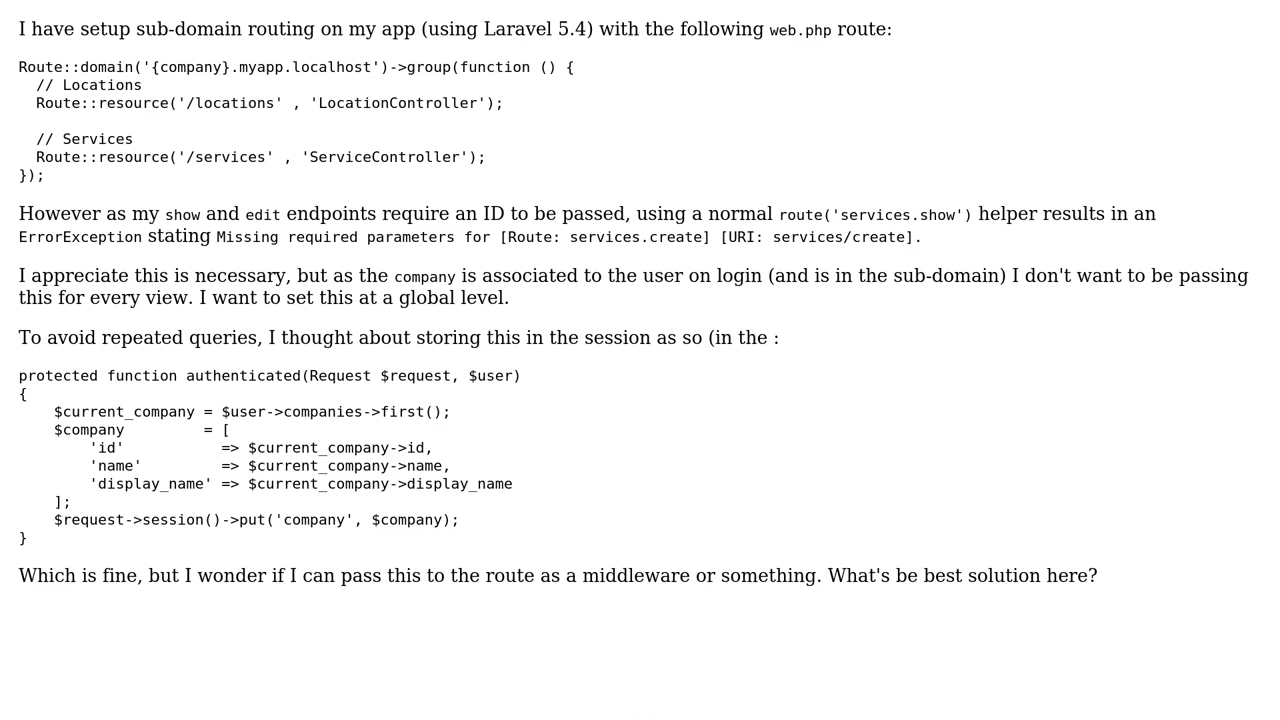 I have setup sub-domain routing on my app (using Laravel 5.4) with the following web.php route:
Route::domain('{company}.myapp.localhost')->group(function () {
  // Locations
  Route::resource('/locations' , 'LocationController');

  // Services
  Route::resource('/services' , 'ServiceController');
});
However as my show and edit endpoints require an ID to be passed, using a normal route('services.show') helper results in an
ErrorException stating Missing required parameters for [Route: services.create] [URI: services/create].
I appreciate this is necessary, but as the company is associated to the user on login (and is in the sub-domain) I don't want to be passing
this for every view. I want to set this at a global level.
To avoid repeated queries, I thought about storing this in the session as so (in the :
protected function authenticated(Request $request, $user)
{
    $current_company = $user->companies->first();
    $company         = [
        'id'           => $current_company->id,
        'name'         => $current_company->name,
        'display_name' => $current_company->display_name
    ];
    $request->session()->put('company', $company);
}
Which is fine, but I wonder if I can pass this to the route as a middleware or something. What's be best solution here?